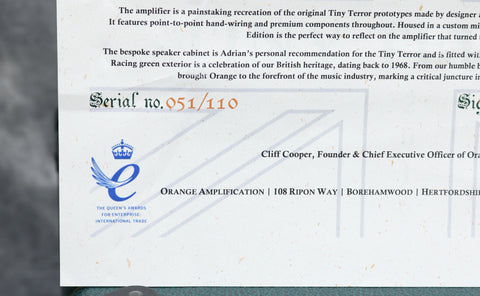 The amplifier is a painstaking recreation of the original Tiny Terror prototypes made by designer
It features point-to-point hand-wiring and premium components throughout. Housed in a custom
Edition is the perfect way to reflect on the amplifier that turned
The bespoke speaker cabinet is Adrian's personal recommendation for the Tiny Terror and is fitted
Racing green exterior is a celebration of our British heritage, dating back to 1968. From our humble
brought Orange to the forefront of the music industry, marking a critical juncture
Serial no. 051/110
Cliff Cooper, Founder & Chief Executive Officer of
ORANGE AMPLIFICATION | 108 RIPON WAY | BOREHAMWOOD |
THE QUEEN'S AWARDS
FOR ENTERPRISE:
INTERNATIONAL TRADE